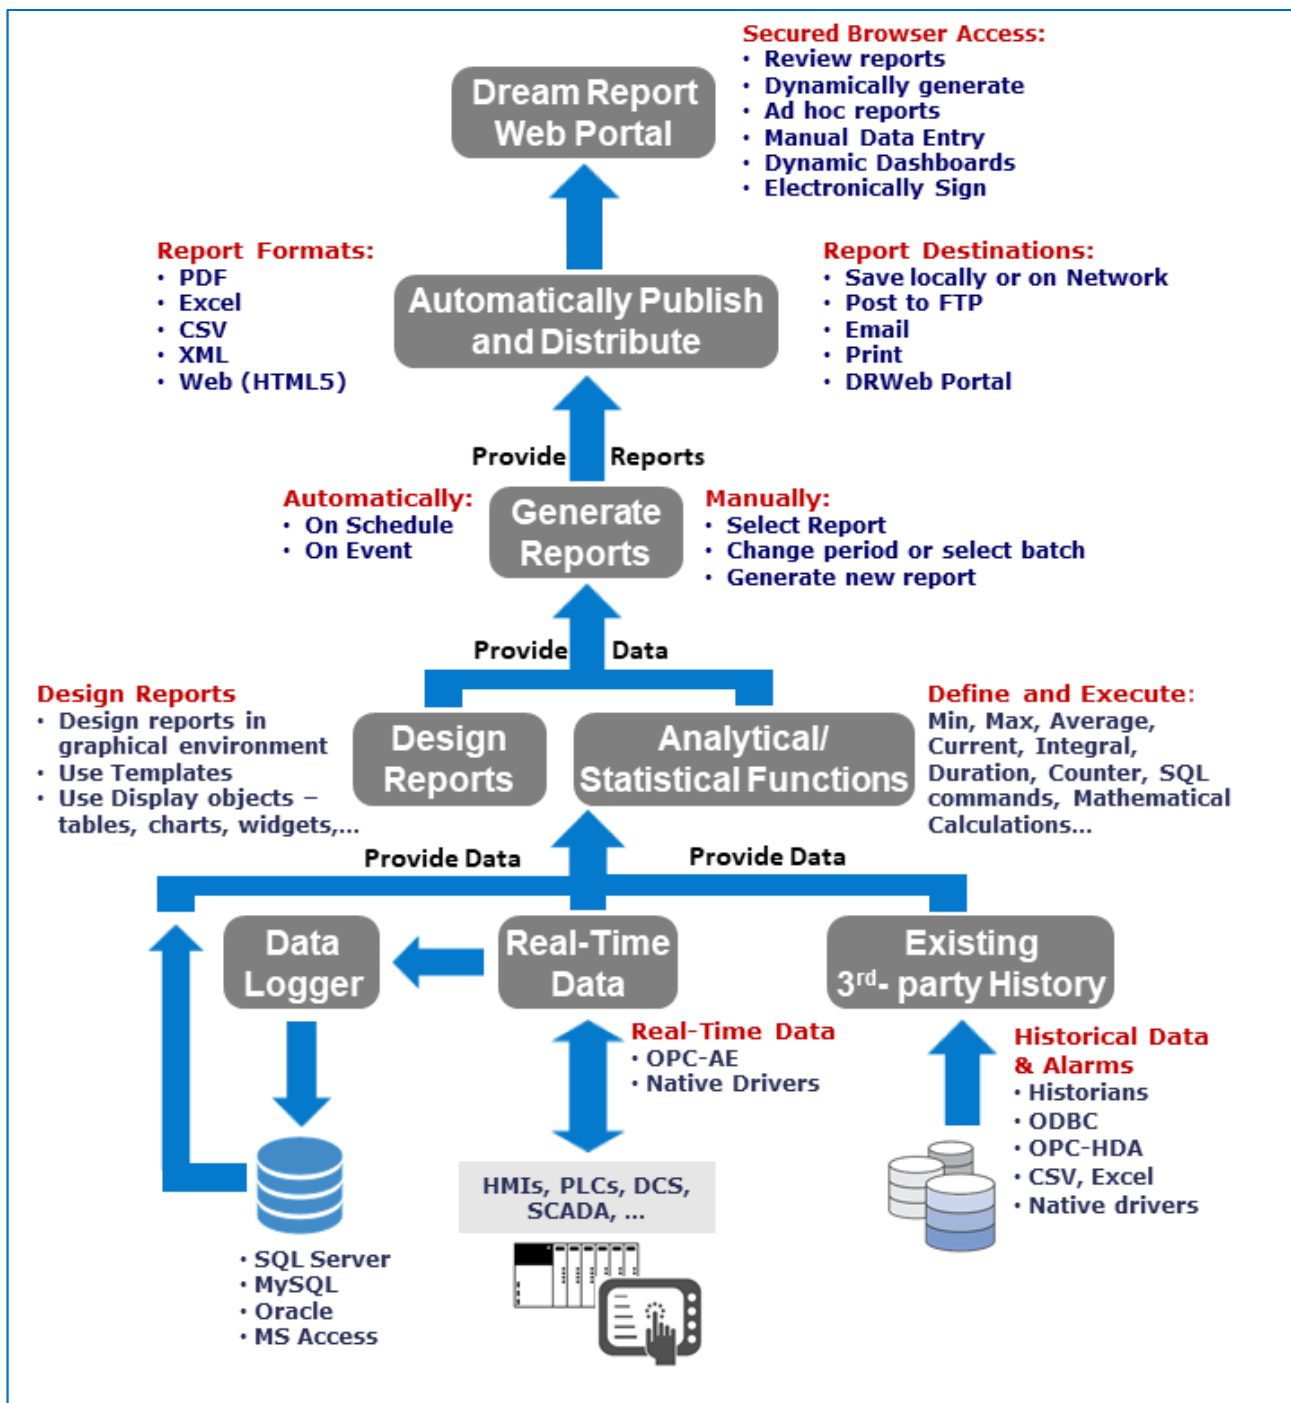 Secured Browser Access:
• Review reports
• Dynamically generate
• Ad hoc reports
• Manual Data Entry
• Dynamic Dashboards
• Electronically Sign
Dream Report
Web Portal
Report Formats:
• PDF
• Excel
• CSV
• XML
• Web (HTML5)
Automatically Publish
and Distribute
Report Destinations:
• Save locally or on Network
• Post to FTP
• Email
• Print
• DRWeb Portal
Provide Reports
Automatically:
• On Schedule
• On Event
Generate
Reports
Manually:
• Select Report
• Change period or select batch
• Generate new report
Provide Data
Design Reports
• Design reports in
graphical environment
• Use Templates
• Use Display objects –
tables, charts, widgets,...
Design
Reports
Analytical/
Statistical Functions
Define and Execute:
Min, Max, Average,
Current, Integral,
Duration, Counter, SQL
commands, Mathematical
Calculations...
Provide Data
Provide Data
Data
Logger
Real-Time
Data
Existing
3rd- party History
Real-Time Data
• OPC-AE
• Native Drivers
Historical Data
& Alarms
• Historians
• ODBC
• OPC-HDA
• CSV, Excel
• Native drivers
HMIs, PLCs, DCS,
SCADA, ...
• SQL Server
• MySQL
• Oracle
• MS Access